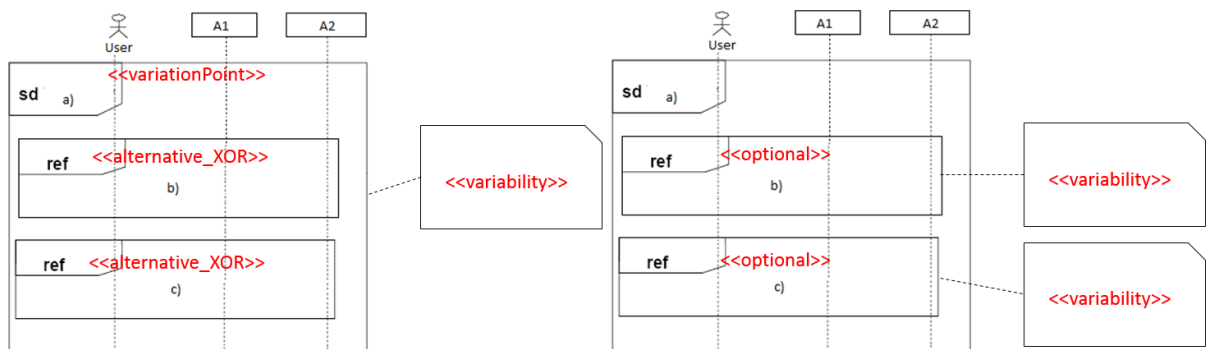 A1
A2
User
<<variationPoint>>
sd
a)
ref
<<alternative_XOR>>
b)
<<variability>>
ref
<<alternative_XOR>>
c)
A1
A2
User
sd
a)
ref
<<optional>>
b)
<<variability>>
ref
<<optional>>
c)
<<variability>>